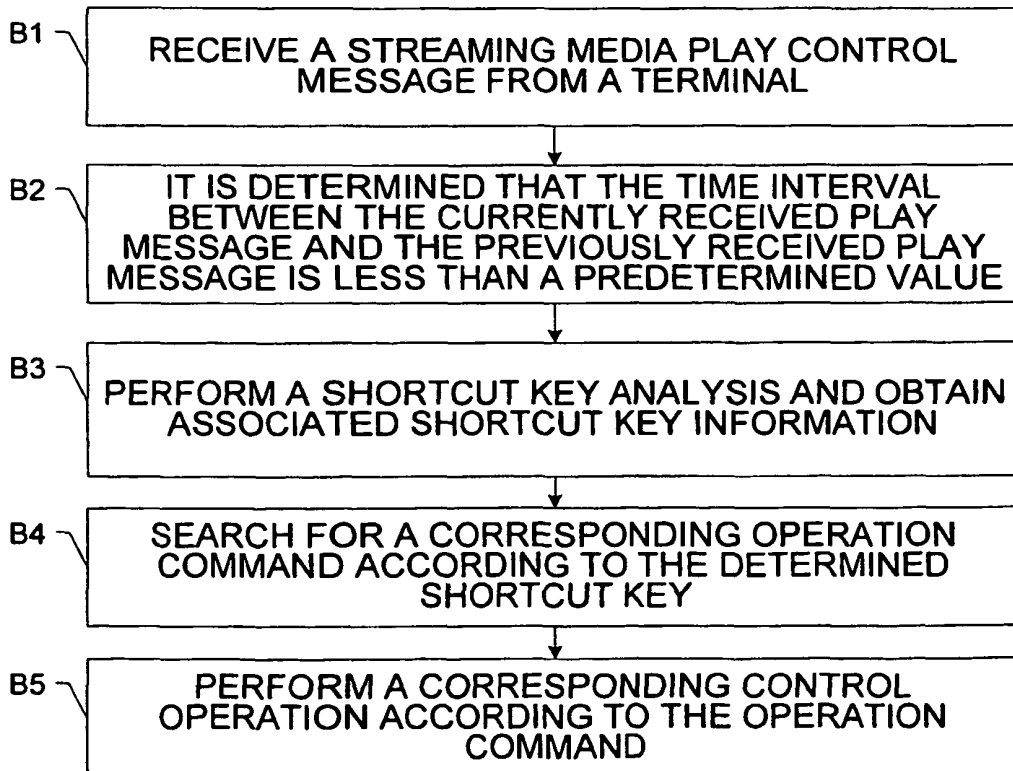 B1
RECEIVE A STREAMING MEDIA PLAY CONTROL
MESSAGE FROM A TERMINAL
B2
IT IS DETERMINED THAT THE TIME INTERVAL
BETWEEN THE CURRENTLY RECEIVED PLAY
MESSAGE AND THE PREVIOUSLY RECEIVED PLAY
MESSAGE IS LESS THAN A PREDETERMINED VALUE
B3
PERFORM A SHORTCUT KEY ANALYSIS AND OBTAIN
ASSOCIATED SHORTCUT KEY INFORMATION
B4
SEARCH FOR A CORRESPONDING OPERATION
COMMAND ACCORDING TO THE DETERMINED
SHORTCUT KEY
B5
PERFORM A CORRESPONDING CONTROL
OPERATION ACCORDING TO THE OPERATION
COMMAND